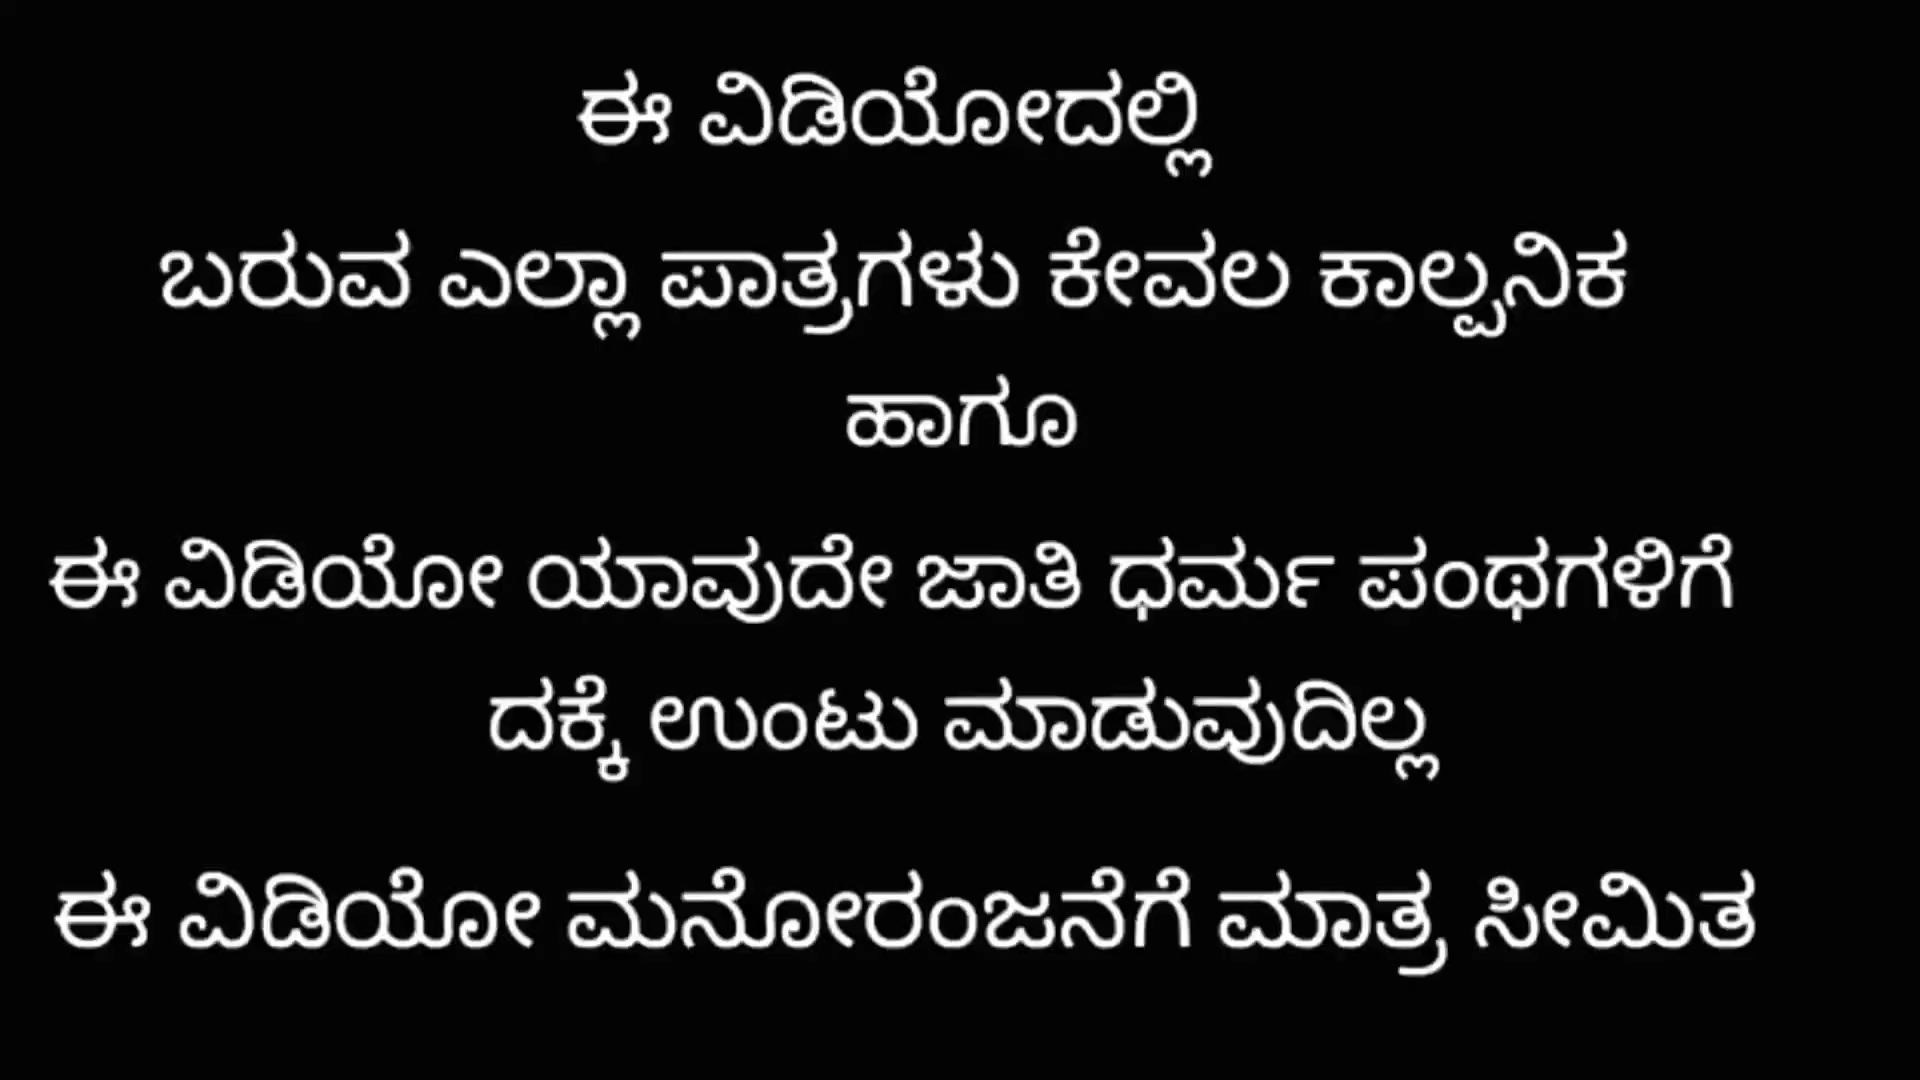 ಈ ವಿಡಿಯೋದಲ್ಲಿ
ಬರುವ ಎಲ್ಲಾ ಪಾತ್ರಗಳು ಕೇವಲ ಕಾಲ್ಪನಿಕ
ಹಾಗೂ
ಈ ವಿಡಿಯೋ ಯಾವುದೇ ಜಾತಿ ಧರ್ಮ ಪಂಥಗಳಿಗೆ
ದಕ್ಕೆ ಉಂಟು ಮಾಡುವುದಿಲ್ಲ
ಈ ವಿಡಿಯೋ ಮನೋರಂಜನೆಗೆ ಮಾತ್ರ ಸೀಮಿತ